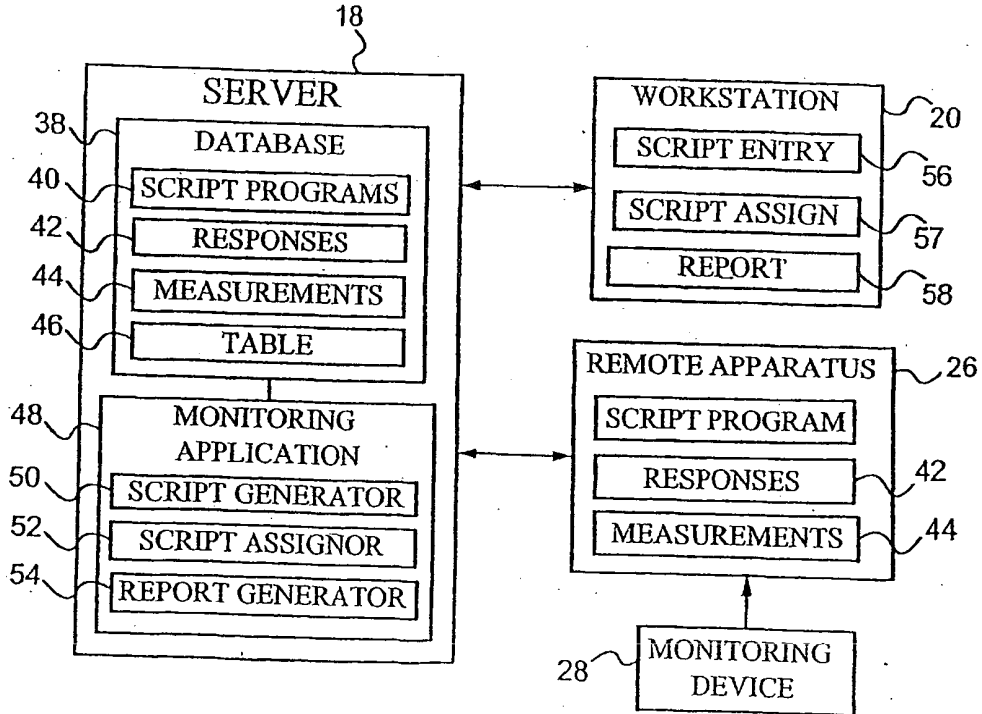 18
SERVER
38
DATABASE
40
SCRIPT PROGRAMS
42
RESPONSES
44
MEASUREMENTS
46
TABLE
48
MONITORING
APPLICATION
50
SCRIPT GENERATOR
52
SCRIPT ASSIGNOR
54
REPORT GENERATOR
WORKSTATION
20
SCRIPT ENTRY
56
SCRIPT ASSIGN
57
REPORT
58
REMOTE APPARATUS
26
SCRIPT PROGRAM
RESPONSES
42
MEASUREMENTS
44
28
MONITORING
DEVICE